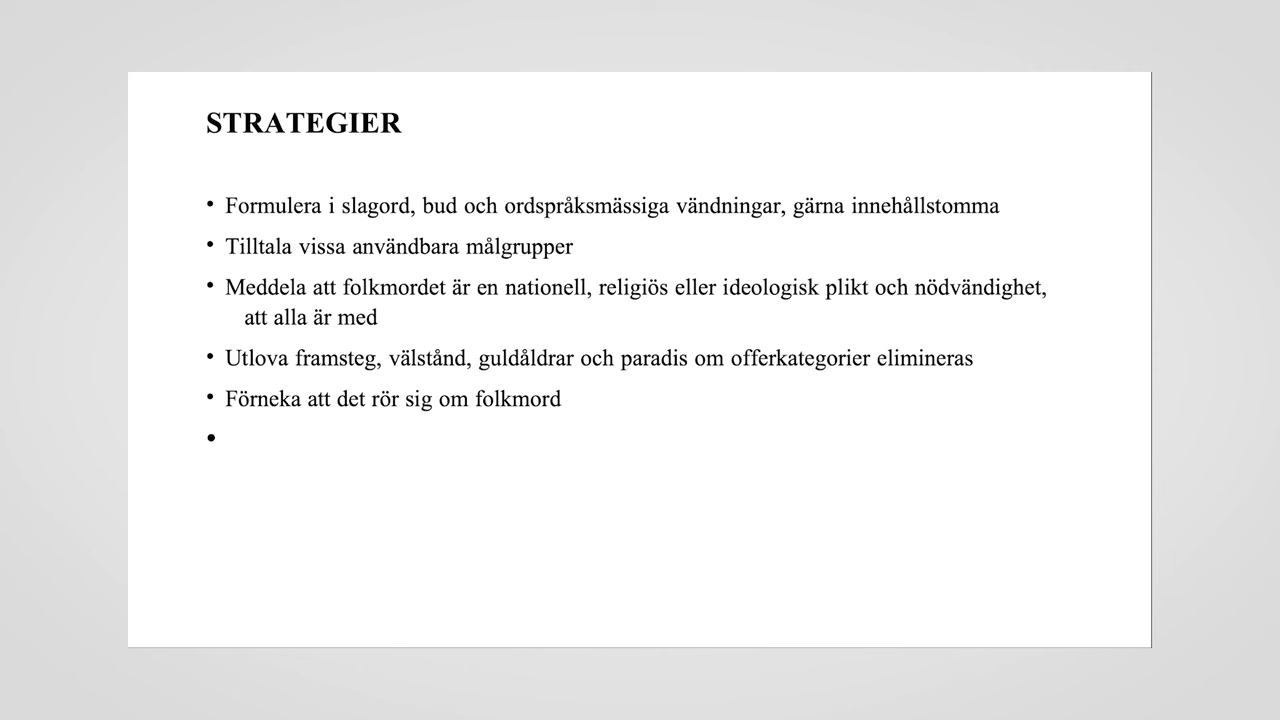 STRATEGIER
• Formulera i slagord, bud och ordspråksmässiga vändningar, gärna innehållstomma
• Tilltala vissa användbara målgrupper
• Meddela att folkmordet är en nationell, religiös eller ideologisk plikt och nödvändighet,
att alla är med
• Utlova framsteg, välstånd, guldåldrar och paradis om offerkategorier elimineras
• Förneka att det rör sig om folkmord
•